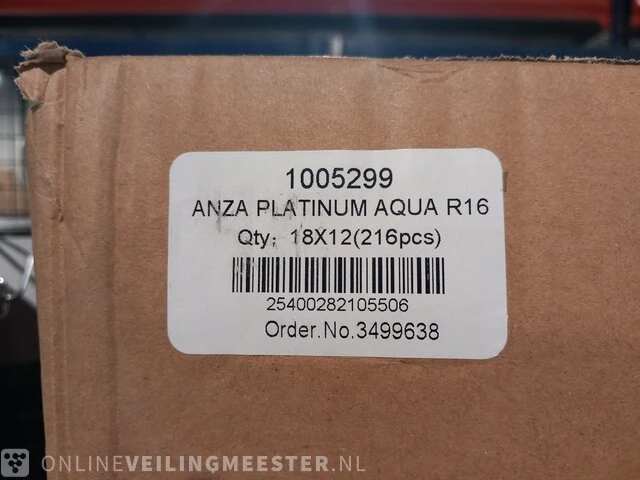 1005299
ANZA PLATINUM AQUA R16
Qty: 18X12(216pcs)
25400282105506
Order.No.3499638
ONLINEVEILINGMEESTER.NL